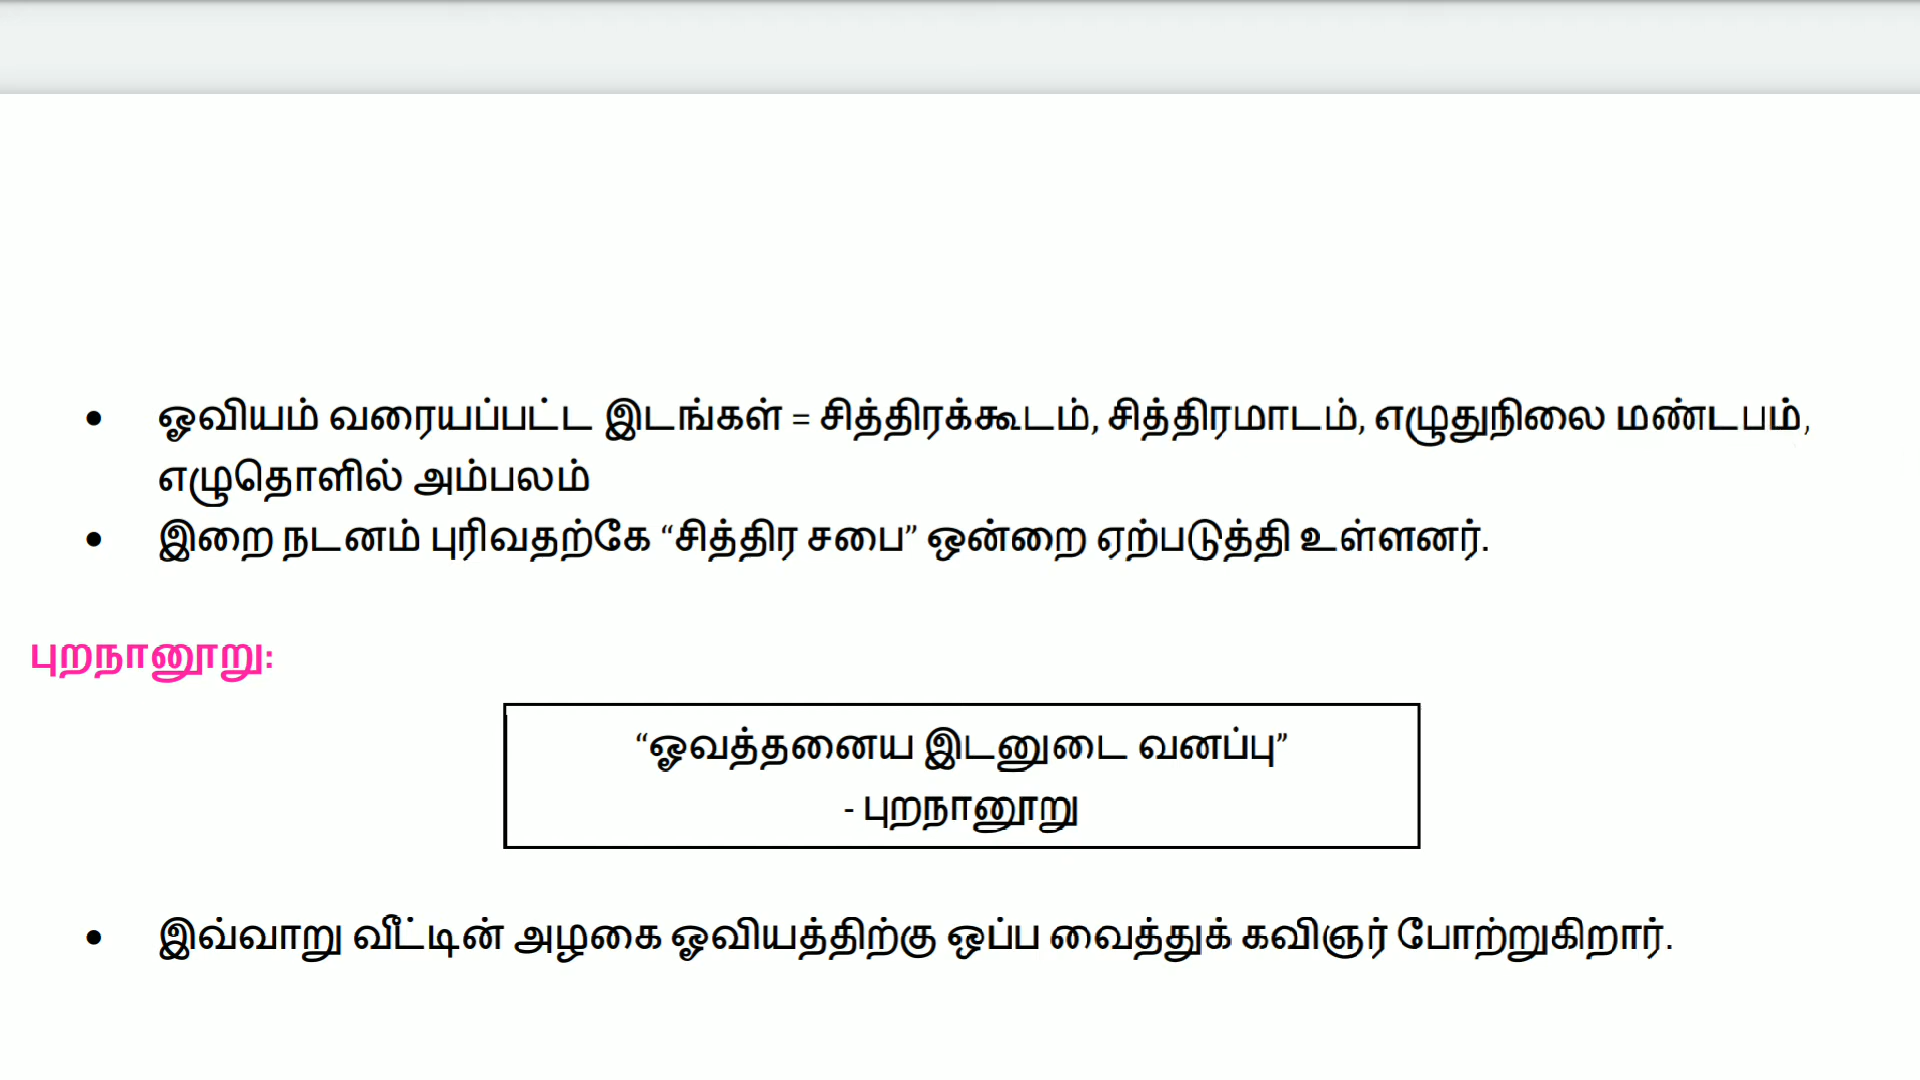 • ஓவியம் வரையப்பட்ட இடங்கள் = சித்திரக்கூடம், சித்திரமாடம், எழுதுநிலை மண்டபம்,
எழுதொளில் அம்பலம்
• இறை நடனம் புரிவதற்கே “சித்திர சபை” ஒன்றை ஏற்படுத்தி உள்ளனர்.
புறநானூறு:
“ஓவத்தனைய இடனுடை வனப்பு”
- புறநானூறு
• இவ்வாறு வீட்டின் அழகை ஓவியத்திற்கு ஒப்ப வைத்துக் கவிஞர் போற்றுகிறார்.